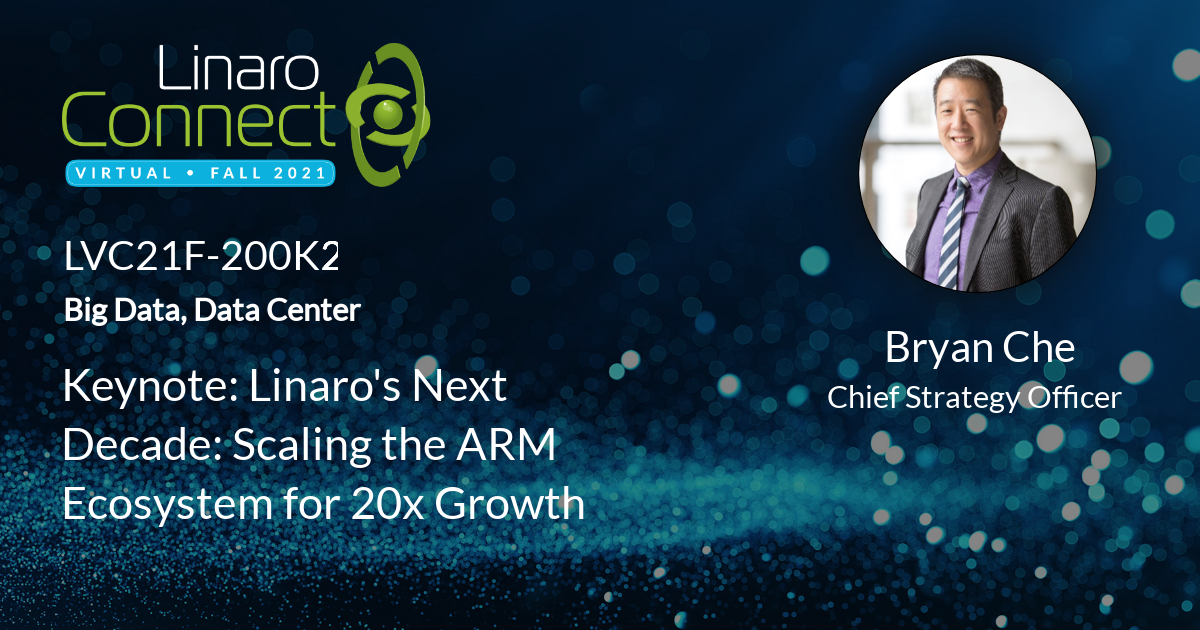 Linaro
Connect
VIRTUAL • FALL 2021
LVC21F-200K2
Big Data, Data Center
Keynote: Linaro's Next
Decade: Scaling the ARM
Ecosystem for 20x Growth
Bryan Che
Chief Strategy Officer